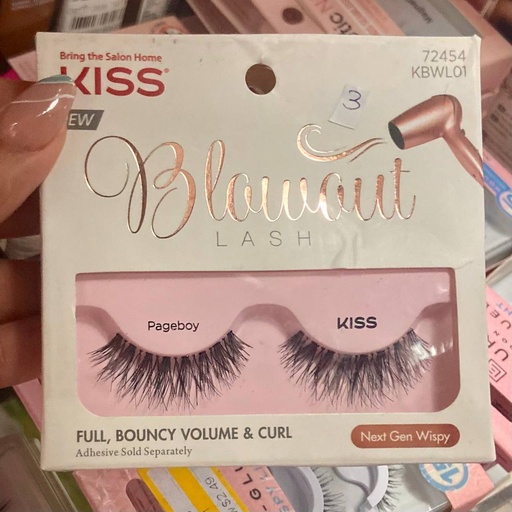 Bring the Salon Home
KISS®
72454
KBWL01
EW
3
Blowout
LASH
Pageboy
KISS
FULL, BOUNCY VOLUME & CURL
Adhesive Sold Separately
Next Gen Wispy